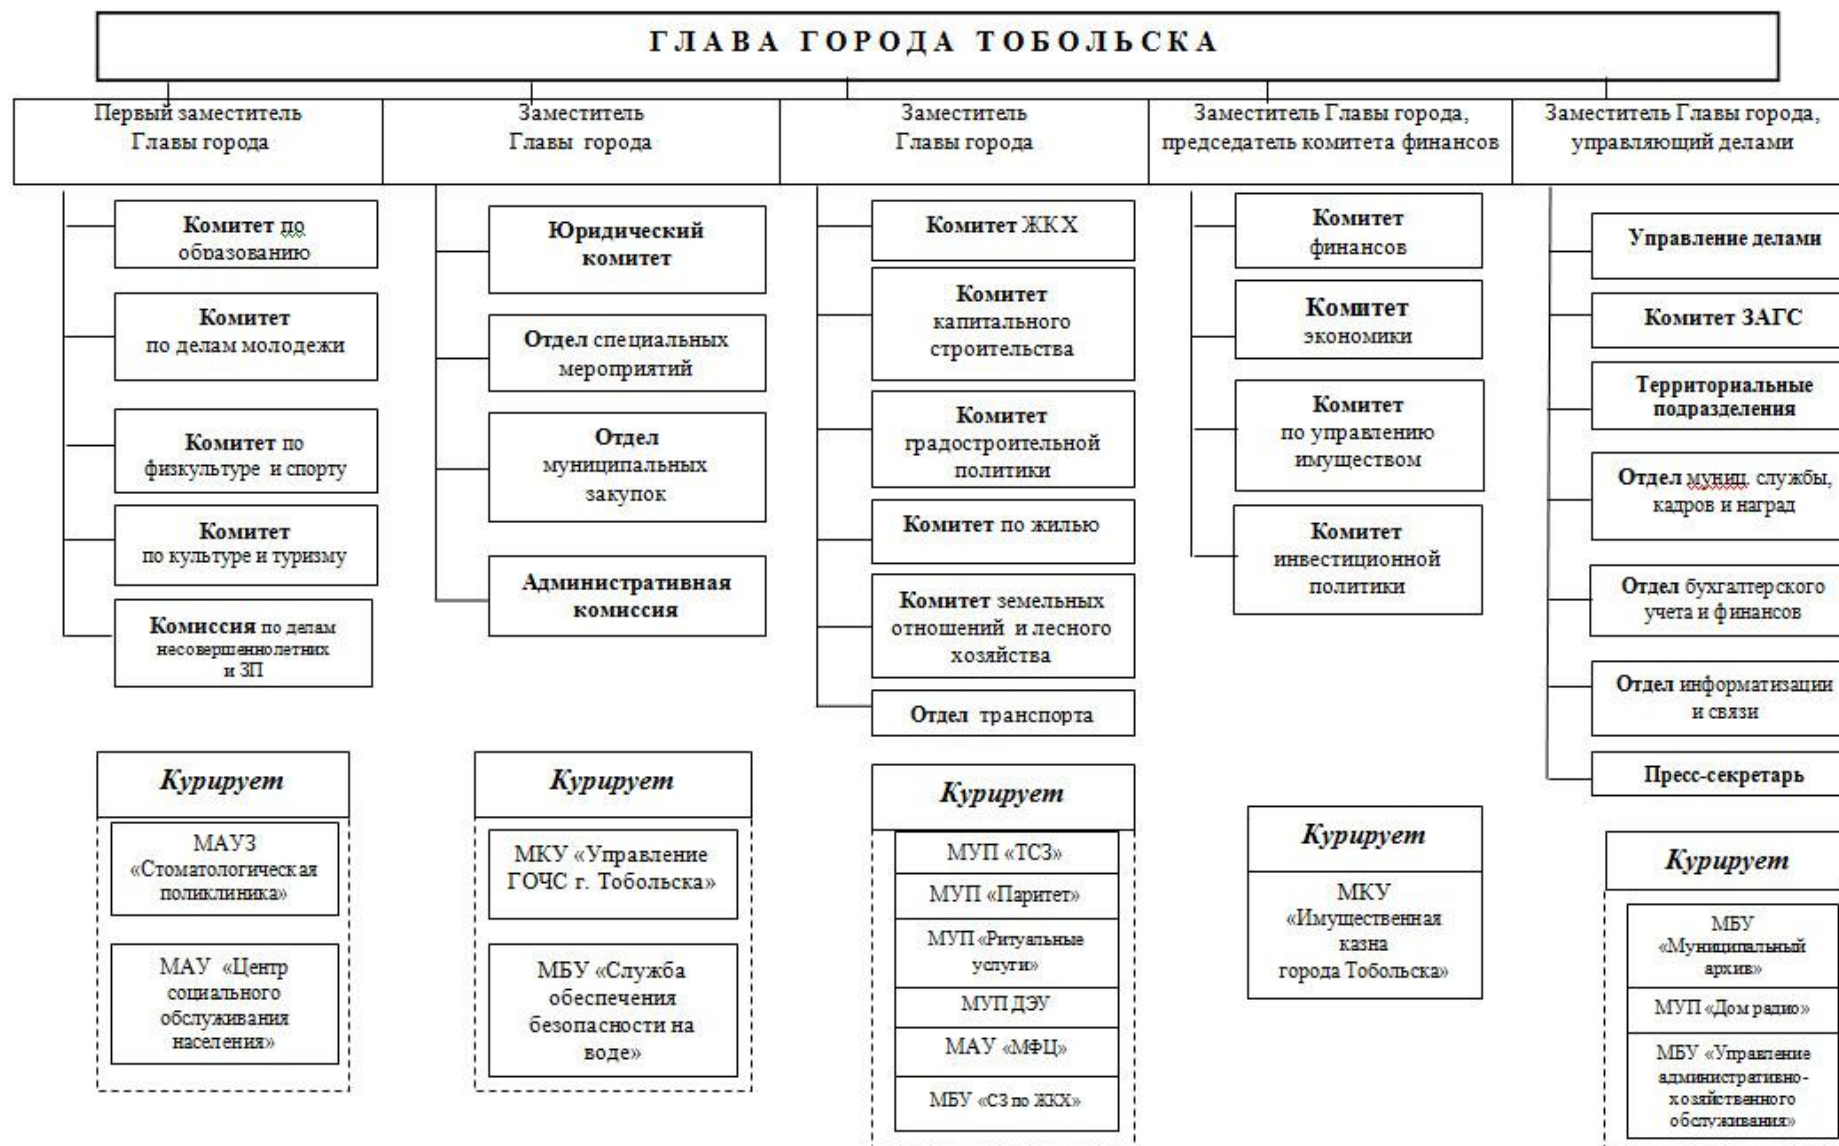 ГЛАВА ГОРОДА ТОБОЛЬСКА
Первый заместитель
Главы города
Заместитель
Главы города
Заместитель
Главы города
Заместитель Главы города,
председатель комитета финансов
Заместитель Главы города,
управляющий делами
Комитет по
образованию
Комитет
по делам молодежи
Комитет по
физкультуре и спорту
Комитет
по культуре и туризму
Комиссия по делам
несовершеннолетних
и ЗП
Курирует
МАУЗ
«Стоматологическая
поликлиника»
МАУ «Центр
социального
обслуживания
населения»
Юридический
комитет
Отдел специальных
мероприятий
Отдел
муниципальных
закупок
Административная
комиссия
Курирует
МКУ «Управление
ГОЧС г. Тобольска»
МБУ «Служба
обеспечения
безопасности на
воде»
Комитет ЖКХ
Комитет
капитального
строительства
Комитет
градостроительной
политики
Комитет по жилью
Комитет земельных
отношений и лесного
хозяйства
Отдел транспорта
Курирует
МУП «ТСЗ»
МУП «Паритет»
МУП «Ритуальные
услуги»
МУП ДЭУ
МАУ «МФЦ»
МБУ «СЗ по ЖКХ»
Комитет
финансов
Комитет
экономики
Комитет
по управлению
имуществом
Комитет
инвестиционной
политики
Курирует
МКУ
«Имущественная
казна
города Тобольска»
Управление делами
Комитет ЗАГС
Территориальные
подразделения
Отдел муниц. службы,
кадров и наград
Отдел бухгалтерского
учета и финансов
Отдел информатизации
и связи
Пресс-секретарь
Курирует
МБУ
«Муниципальный
архив»
МУП «Дом радио»
МБУ «Управление
административно-
хозяйственного
обслуживания»